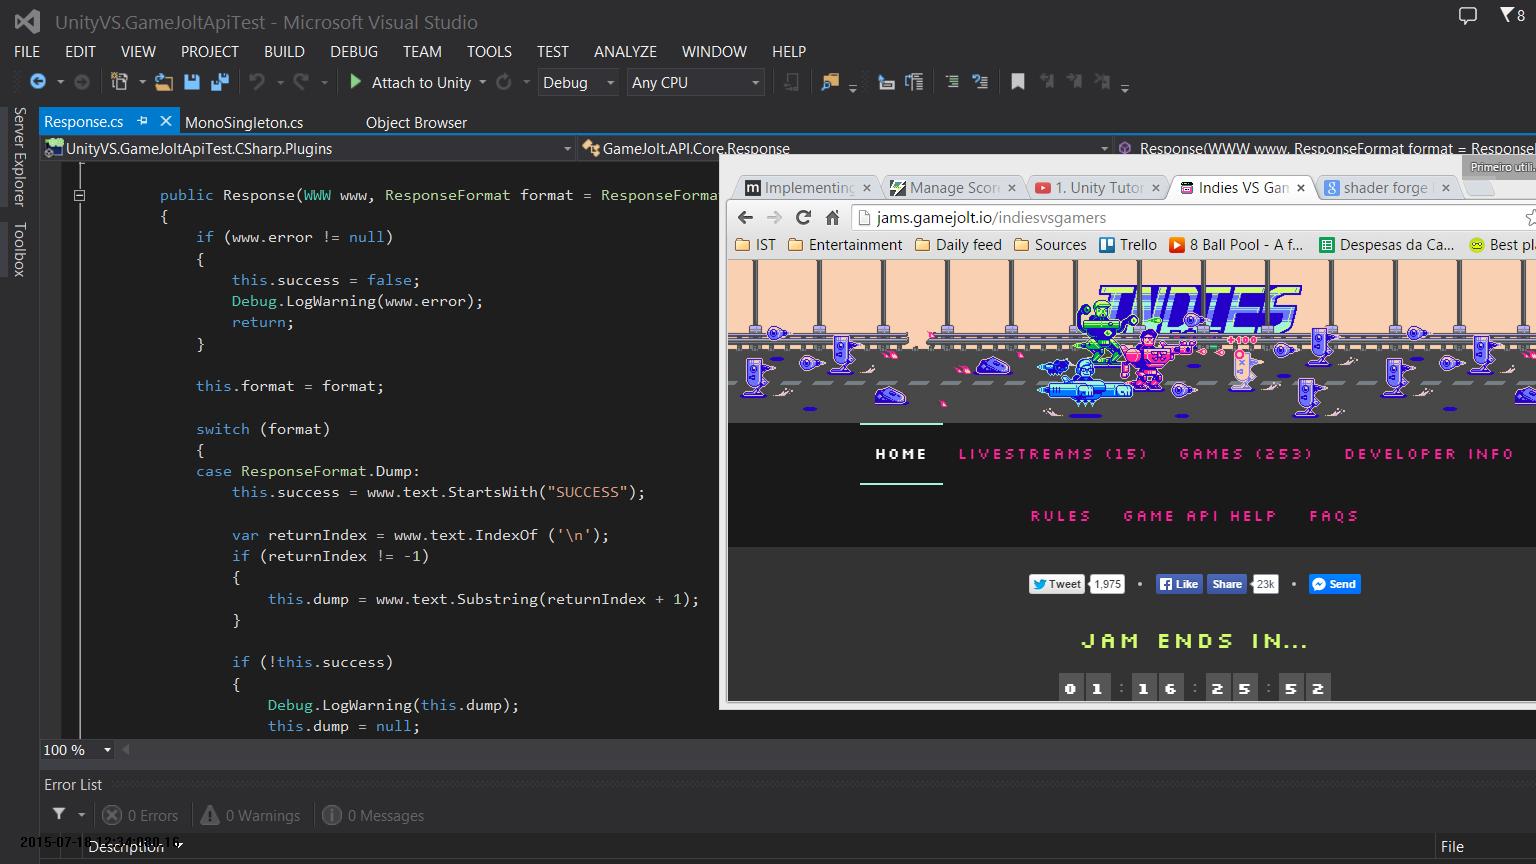 UnityVS.GameJoltApiTest - Microsoft Visual Studio
8
FILE EDIT VIEW PROJECT BUILD DEBUG TEAM TOOLS TEST ANALYZE WINDOW HELP
Attach to Unity Debug Any CPU
Server Explorer
Toolbox
Response.cs MonoSingleton.cs Object Browser
UnityVS.GameJoltApiTest.CSharp.Plugins GameJolt.API.Core.Response Response(WWW www, ResponseFormat format = Response
public Response(WWW www, ResponseFormat format = ResponseForma
{
if (www.error != null)
{
this.success = false;
Debug.LogWarning(www.error);
return;
}
this.format = format;
switch (format)
{
case ResponseFormat.Dump:
this.success = www.text.StartsWith("SUCCESS");
var returnIndex = www.text.IndexOf ('\n');
if (returnIndex != -1)
{
this.dump = www.text.Substring(returnIndex + 1);
}
if (!this.success)
{
Debug.LogWarning(this.dump);
this.dump = null;
100 %
Error List
0 Errors 0 Warnings 0 Messages
Description File
Primeiro utili.
Implementing Manage Scor 1. Unity Tutor Indies VS Gam shader forge
jams.gamejolt.io/indiesvsgamers
IST Entertainment Daily feed Sources Trello 8 Ball Pool - A f... Despesas da Ca... Best pl
INDIES
+100
HOME LIVESTREAMS (15) GAMES (253) DEVELOPER INFO
RULES GAME API HELP FAQS
Tweet 1,975 • Like Share 23k • Send
JAM ENDS IN...
01:16:25:52